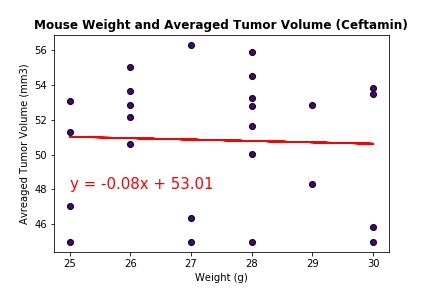 Mouse Weight and Averaged Tumor Volume (Ceftamin)
Avreaged Tumor Volume (mm3)
56
54
52
50
48
46
y = -0.08x + 53.01
25 26 27 28 29 30
Weight (g)